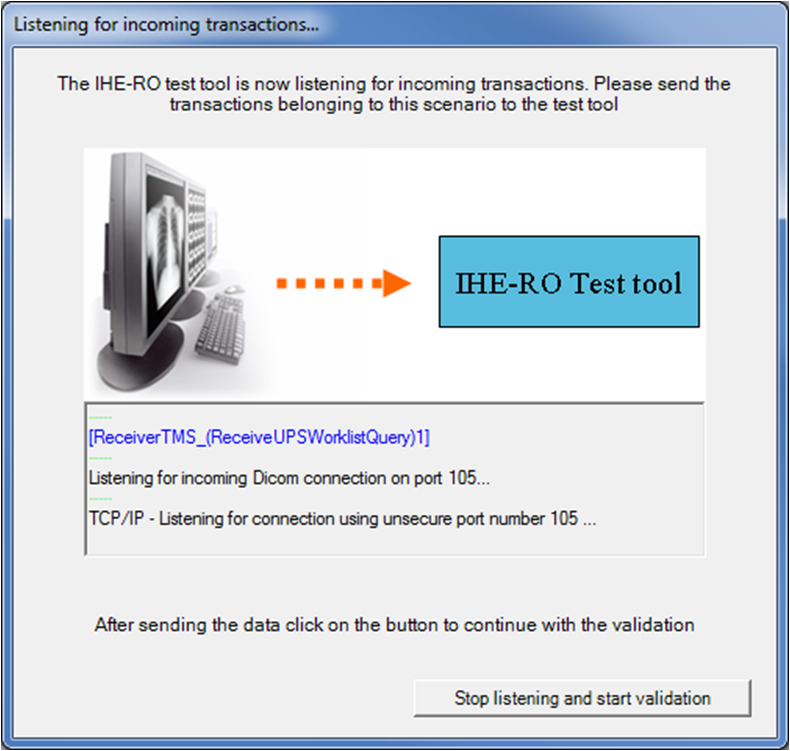 Listening for incoming transactions...
The IHE-RO test tool is now listening for incoming transactions. Please send the
transactions belonging to this scenario to the test tool
IHE-RO Test tool
-----
[ReceiverTMS_(ReceiveUPSWorklistQuery)1]
-----
Listening for incoming Dicom connection on port 105...
-----
TCP/IP - Listening for connection using unsecure port number 105 ...
After sending the data click on the button to continue with the validation
Stop listening and start validation